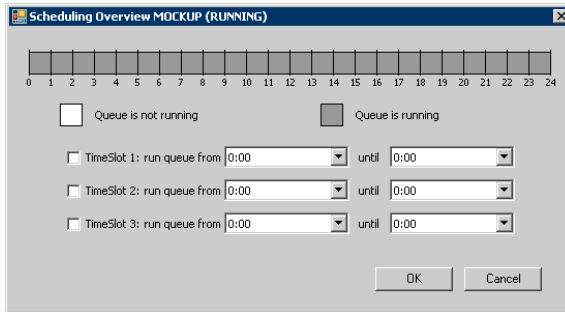 Scheduling Overview MOCKUP (RUNNING)
0 1 2 3 4 5 6 7 8 9 10 11 12 13 14 15 16 17 18 19 20 21 22 23 24
Queue is not running Queue is running
TimeSlot 1: run queue from 0:00 until 0:00
TimeSlot 2: run queue from 0:00 until 0:00
TimeSlot 3: run queue from 0:00 until 0:00
OK Cancel